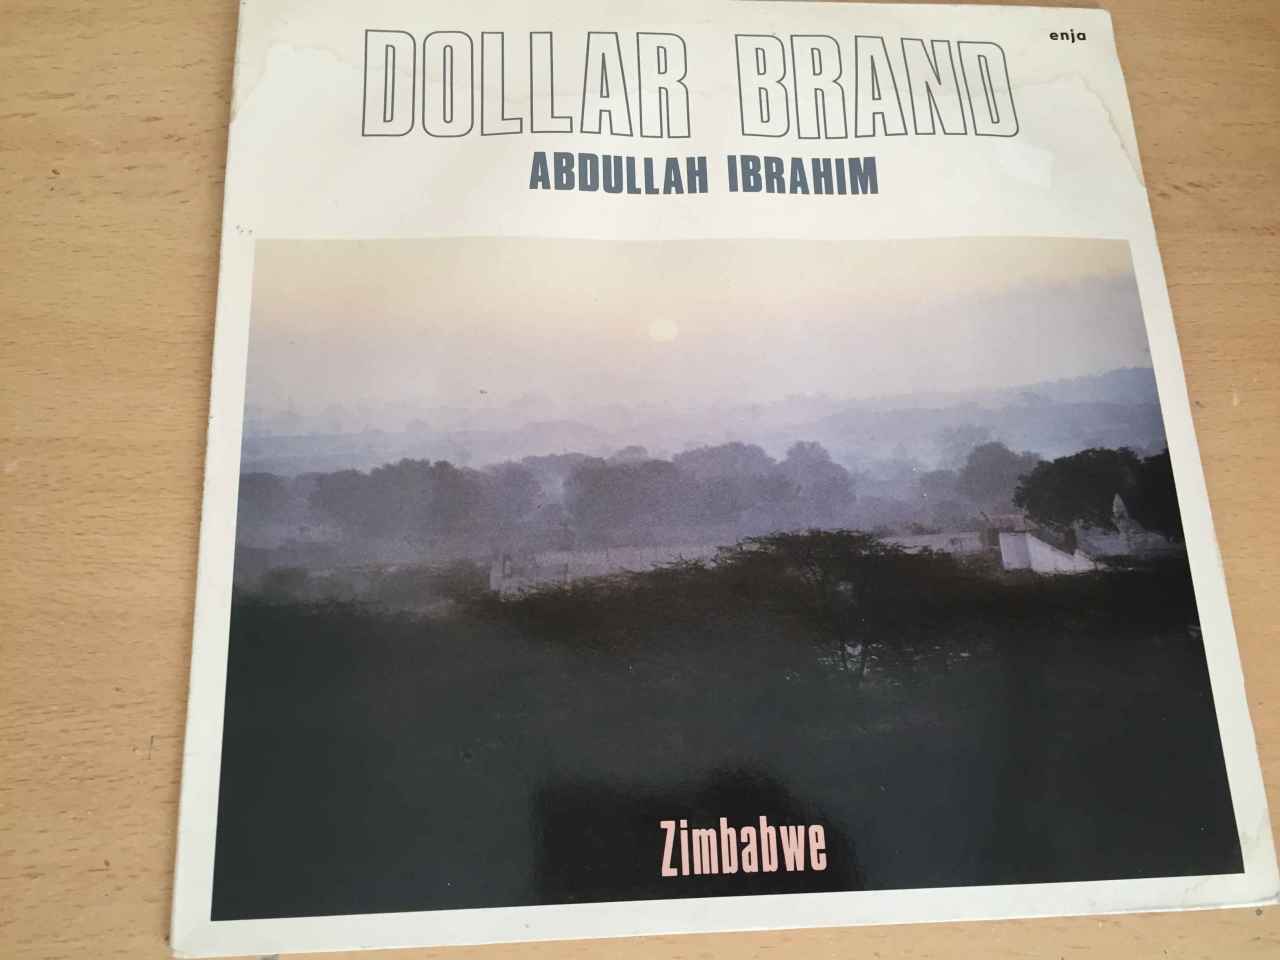 enja
DOLLAR BRAND
ABDULLAH IBRAHIM
Zimbabwe